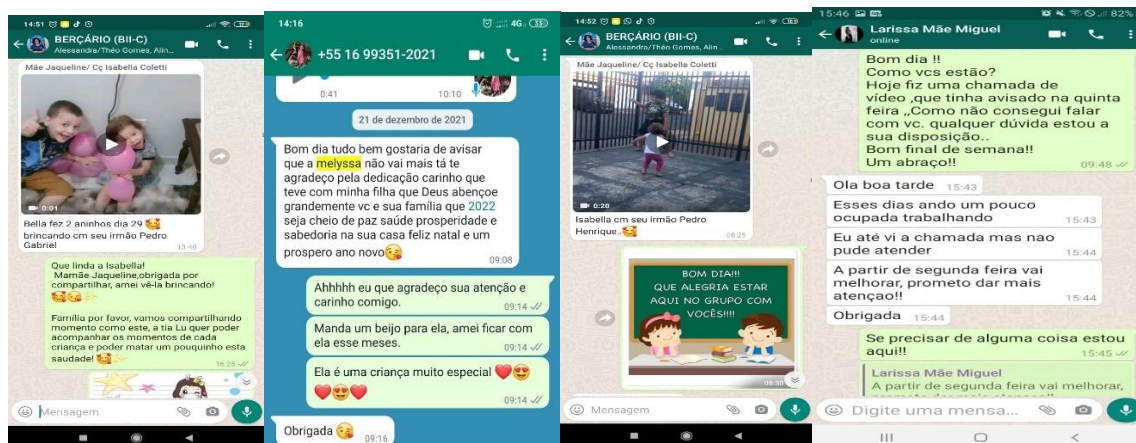 14:51
BERÇÁRIO (BII-C)
Alessandra/Théo Gomes, Alin...
Mãe Jaqueline/ Cç Isabella Coletti
0:01
Bella fez 2 aninhos dia 29
brincando cm seu irmão Pedro
Gabriel
13:40
Que linda a Isabella!
Mamãe Jaqueline,obrigada por
compartilhar, amei vê-la brincando!
Família por favor, vamos compartilhando
momento como este, a tia Lu quer poder
acompanhar os momentos de cada
criança e poder matar um pouquinho esta
saudade!
16:25
Mensagem
14:16
4G
+55 16 99351-2021
0:41
10:10
21 de dezembro de 2021
Bom dia tudo bem gostaria de avisar
que a melyssa não vai mais tá te
agradeço pela dedicação carinho que
teve com minha filha que Deus abençoe
grandemente vc e sua família que 2022
seja cheio de paz saúde prosperidade e
sabedoria na sua casa feliz natal e um
prospero ano novo
09:08
Ahhhhh eu que agradeço sua atenção e
carinho comigo.
09:14
Manda um beijo para ela, amei ficar com
ela esse meses.
09:14
Ela é uma criança muito especial
09:14
Obrigada
09:16
14:52
BERÇÁRIO (BII-C)
Alessandra/Théo Gomes, Alin...
Mãe Jaqueline/ Cç Isabella Coletti
0:20
Isabella cm seu irmão Pedro
Henrique..
08:25
BOM DIA!!!
QUE ALEGRIA ESTAR
AQUI NO GRUPO COM
VOCÊS!!!!
08:30
Mensagem
15:46
82%
Larissa Mãe Miguel
online
Bom dia !!
Como vcs estão?
Hoje fiz uma chamada de
vídeo ,que tinha avisado na quinta
feira ,,Como não consegui falar
com vc. qualquer dúvida estou a
sua disposição..
Bom final de semana!!
Um abraço!!
09:48
Ola boa tarde
15:43
Esses dias ando um pouco
ocupada trabalhando
15:43
Eu até vi a chamada mas nao
pude atender
15:44
A partir de segunda feira vai
melhorar, prometo dar mais
atençao!!
15:44
Obrigada
15:44
Se precisar de alguma coisa estou
aqui!!
15:45
Larissa Mãe Miguel
A partir de segunda feira vai melhorar,
Digite uma mensa...